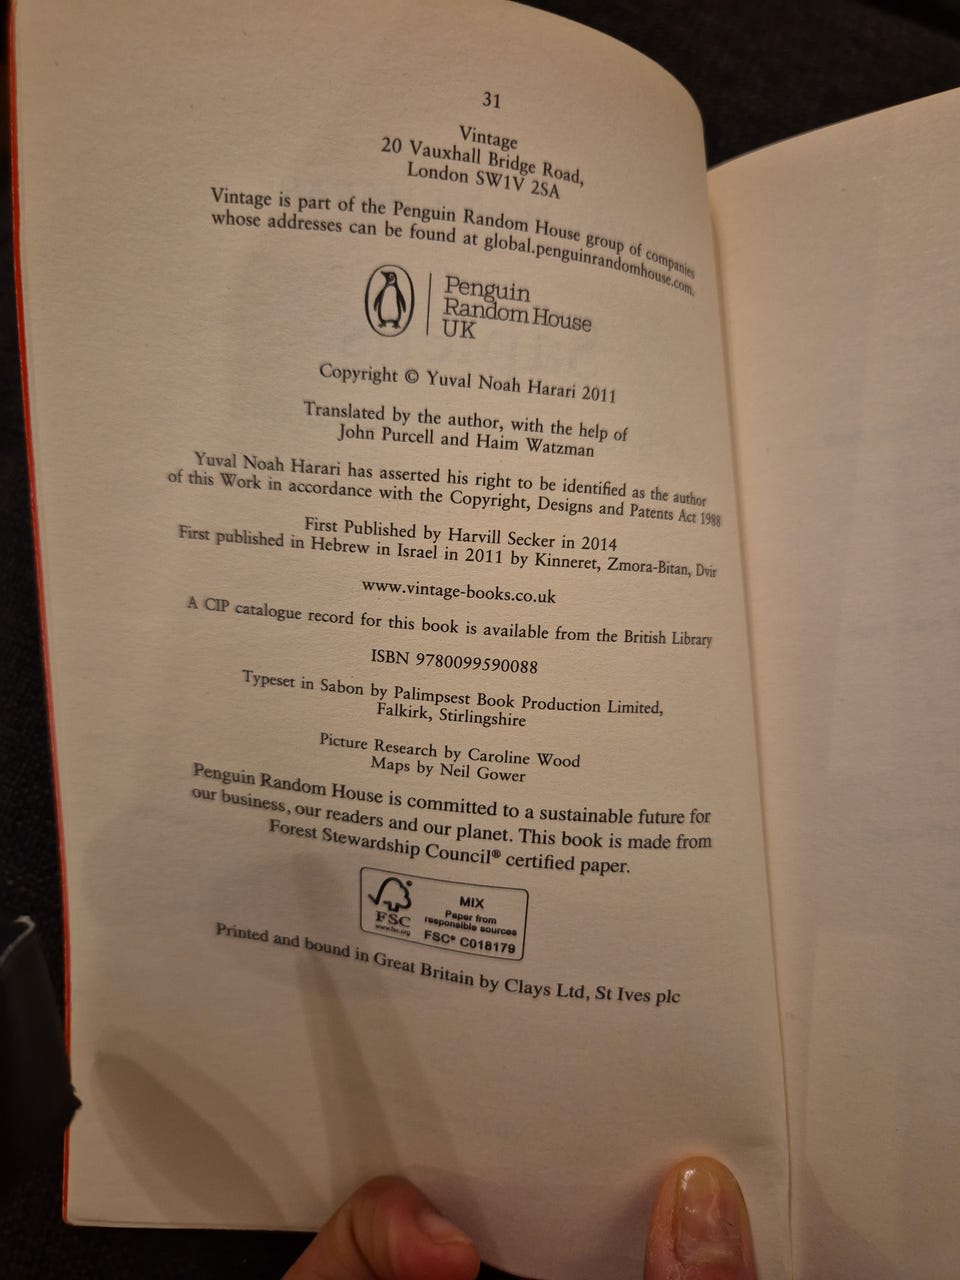 31
Vintage
20 Vauxhall Bridge Road,
London SW1V 2SA
Vintage is part of the Penguin Random House group of companies
whose addresses can be found at global.penguinrandomhouse.com.
Penguin
Random House
UK
Copyright © Yuval Noah Harari 2011
Translated by the author, with the help of
John Purcell and Haim Watzman
Yuval Noah Harari has asserted his right to be identified as the author
of this Work in accordance with the Copyright, Designs and Patents Act 1988
First Published by Harvill Secker in 2014
First published in Hebrew in Israel in 2011 by Kinneret, Zmora-Bitan, Dvir
www.vintage-books.co.uk
A CIP catalogue record for this book is available from the British Library
ISBN 9780099590088
Typeset in Sabon by Palimpsest Book Production Limited,
Falkirk, Stirlingshire
Picture Research by Caroline Wood
Maps by Neil Gower
Penguin Random House is committed to a sustainable future for
our business, our readers and our planet. This book is made from
Forest Stewardship Council® certified paper.
FSC
www.fsc.org
MIX
Paper from
responsible sources
FSC® C018179
Printed and bound in Great Britain by Clays Ltd, St Ives plc